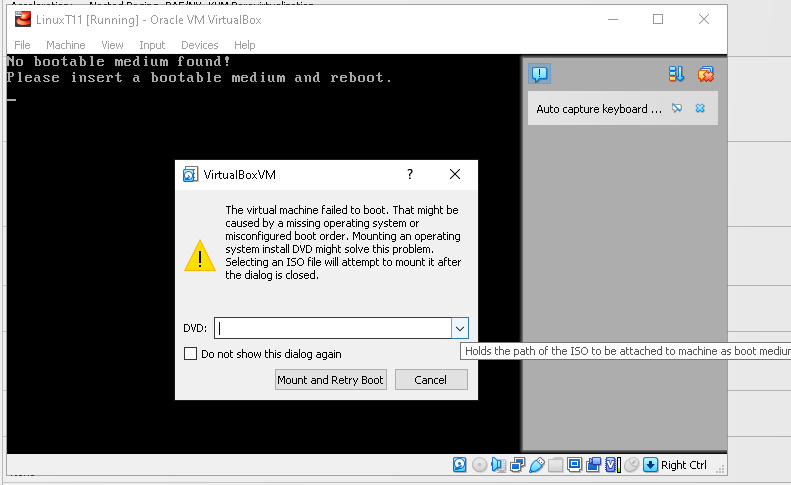 LinuxT11 [Running] - Oracle VM VirtualBox
File Machine View Input Devices Help
No bootable medium found!
Please insert a bootable medium and reboot.
Auto capture keyboard ...
VirtualBoxVM
The virtual machine failed to boot. That might be
caused by a missing operating system or
misconfigured boot order. Mounting an operating
system install DVD might solve this problem.
Selecting an ISO file will attempt to mount it after
the dialog is closed.
DVD:
Holds the path of the ISO to be attached to machine as boot mediu
Do not show this dialog again
Mount and Retry Boot
Cancel
Right Ctrl